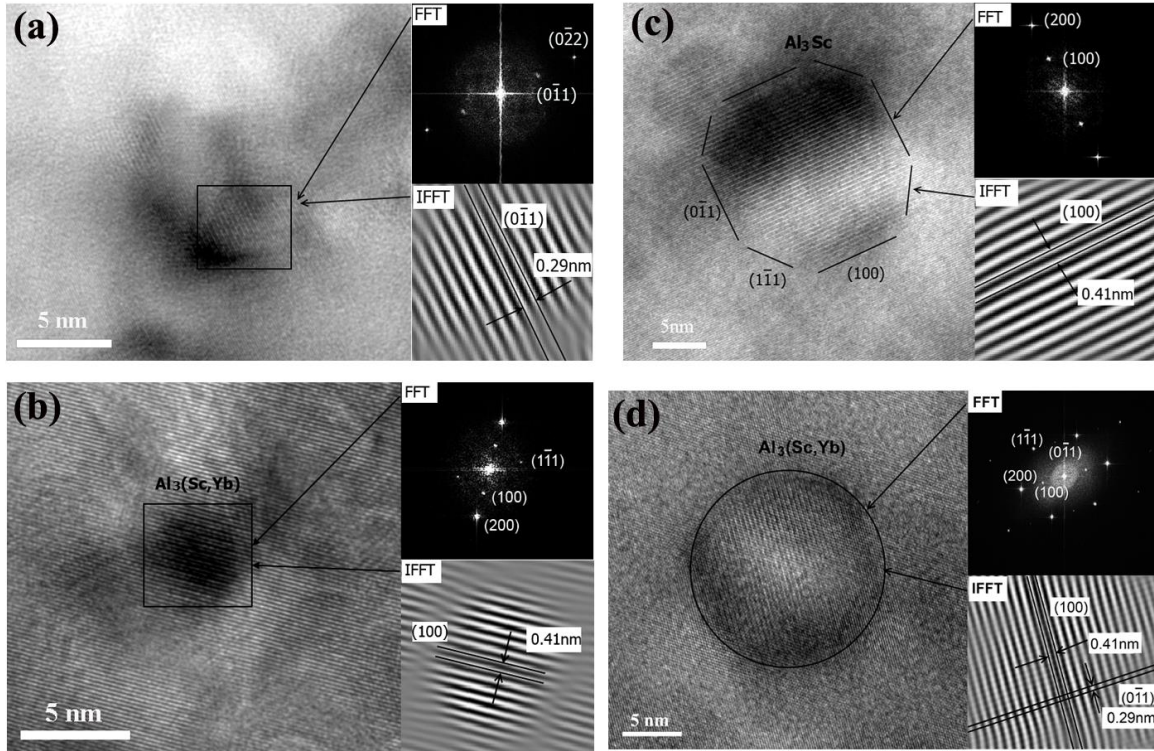 (a)
FFT
(02̅2)
(01̅1)
IFFT
(01̅1)
0.29nm
5 nm
(c)
Al₃Sc
FFT
(200)
(100)
(01̅1)
(11̅1)
(100)
IFFT
(100)
0.41nm
5nm
(b)
Al₃(Sc,Yb)
FFT
(11̅1)
(100)
(200)
IFFT
(100)
0.41nm
5 nm
(d)
Al₃(Sc,Yb)
FFT
(11̅1)
(01̅1)
(200)
(100)
IFFT
(100)
0.41nm
(01̅1)
0.29nm
5 nm